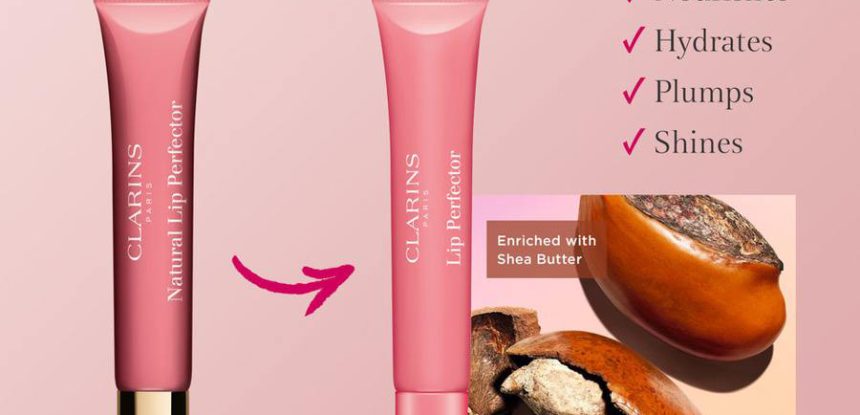 CLARINS
PARIS
Natural Lip Perfector
CLARINS
PARIS
Lip Perfector
✓ Hydrates
✓ Plumps
✓ Shines
Enriched with
Shea Butter